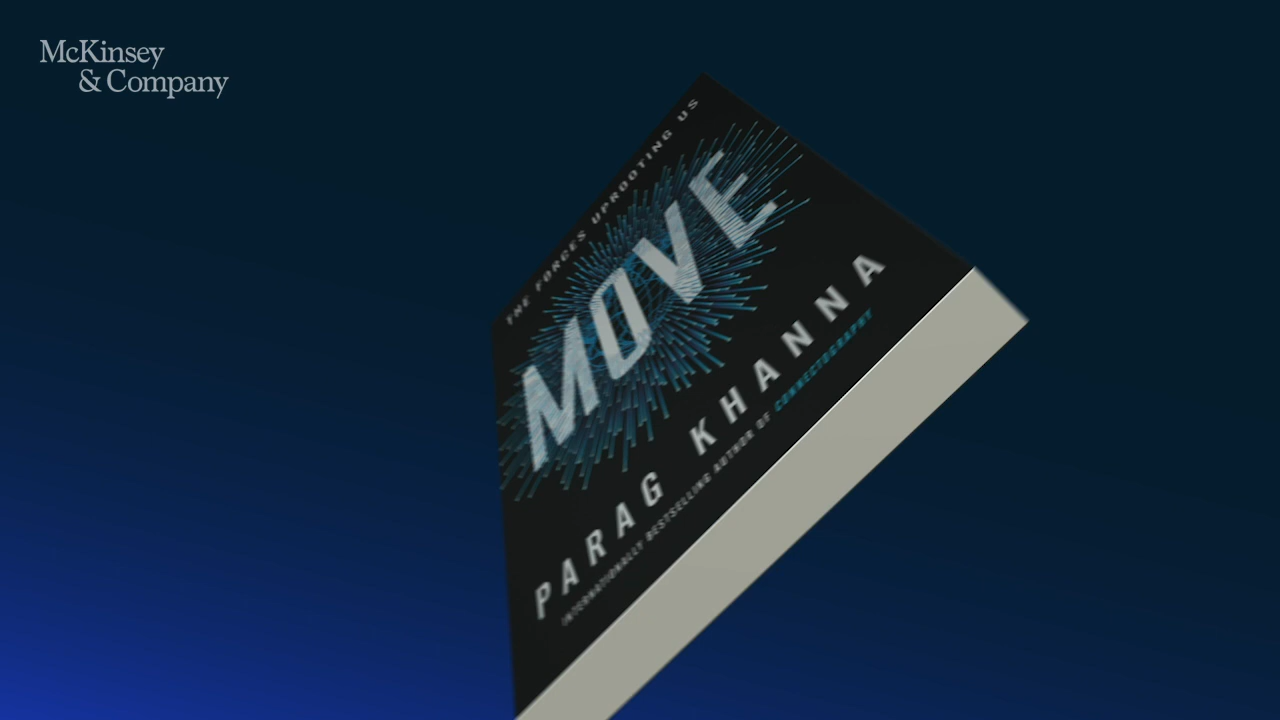 McKinsey
& Company
THE FORCES UPROOTING US
MOVE
PARAG KHANNA
INTERNATIONALLY BESTSELLING AUTHOR OF CONNECTOGRAPHY